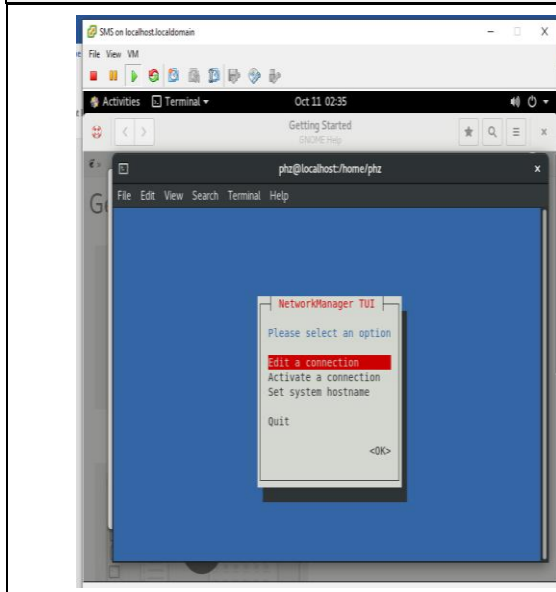 SMS on localhost.localdomain
File View VM
Activities Terminal Oct 11 02:35
Getting Started
GNOME Help
phz@localhost:/home/phz
File Edit View Search Terminal Help
NetworkManager TUI
Please select an option
Edit a connection
Activate a connection
Set system hostname
Quit
<OK>